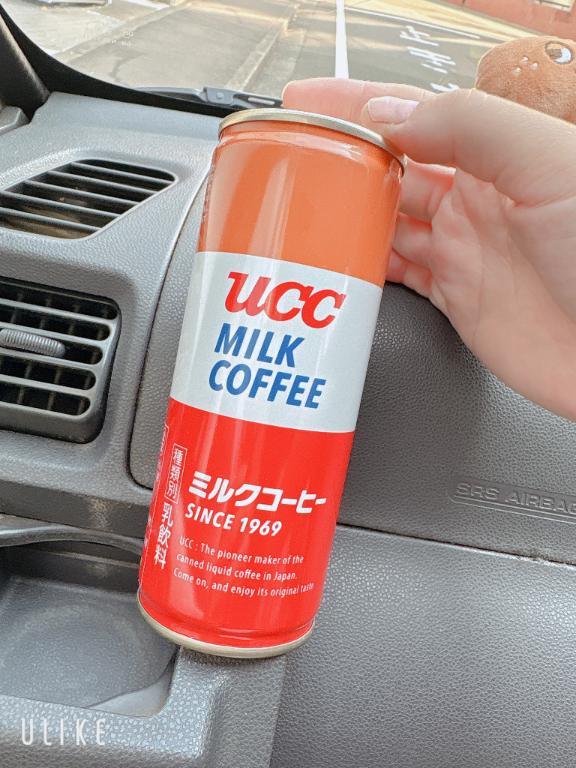 UCC
MILK
COFFEE
種類別
乳飲料
ミルクコーヒー
SINCE 1969
UCC : The pioneer maker of the
canned liquid coffee in Japan.
Come on, and enjoy its original taste
SRS AIRBAG
ULIKE